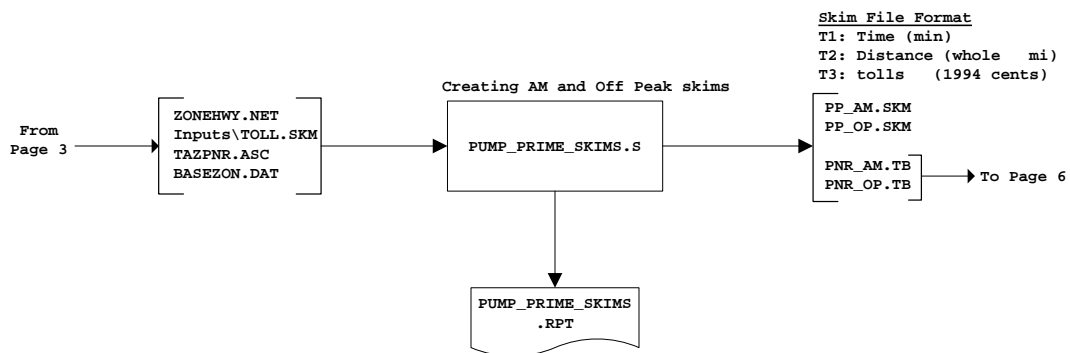 Skim File Format
T1: Time (min)
T2: Distance (whole mi)
T3: tolls (1994 cents)
Creating AM and Off Peak skims
From
Page 3
ZONEHWY.NET
Inputs\TOLL.SKM
TAZPNR.ASC
BASEZON.DAT
PUMP_PRIME_SKIMS.S
PP_AM.SKM
PP_OP.SKM
PNR_AM.TB
PNR_OP.TB
To Page 6
PUMP_PRIME_SKIMS
.RPT